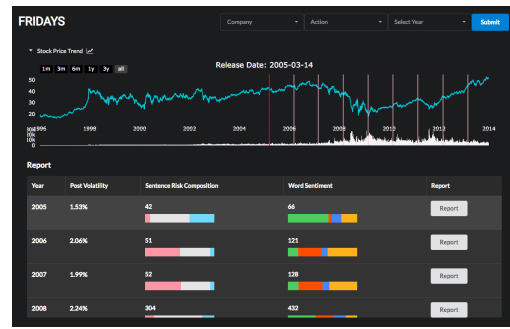 FRIDAYS
Company
Action
Select Year
Submit
Stock Price Trend
1m 3m 6m 1y 3y all
Release Date: 2005-03-14
50
40
30
20
10k
0
1996 1999 2000 2002 2004 2006 2008 2010 2012 2014
Report
Year Post Volatility Sentence Risk Composition Word Sentiment Report
2005 1.53% 42 66 Report
2006 2.06% 51 121 Report
2007 1.99% 52 128 Report
2008 2.24% 304 432 Report